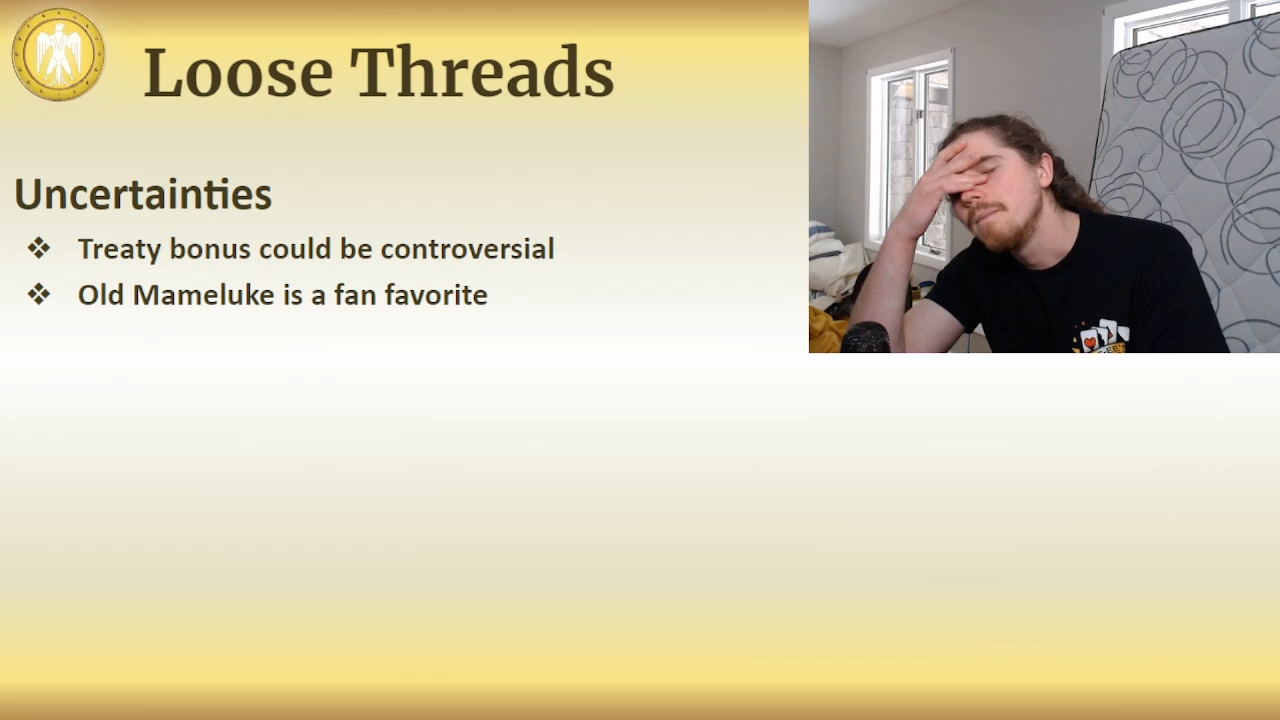 Loose Threads
Uncertainties
❖ Treaty bonus could be controversial
❖ Old Mameluke is a fan favorite